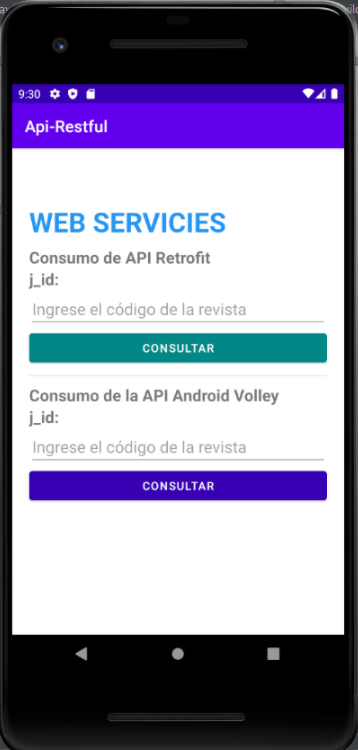 9:30
Api-Restful
WEB SERVICIES
Consumo de API Retrofit
j_id:
Ingrese el código de la revista
CONSULTAR
Consumo de la API Android Volley
j_id:
Ingrese el código de la revista
CONSULTAR